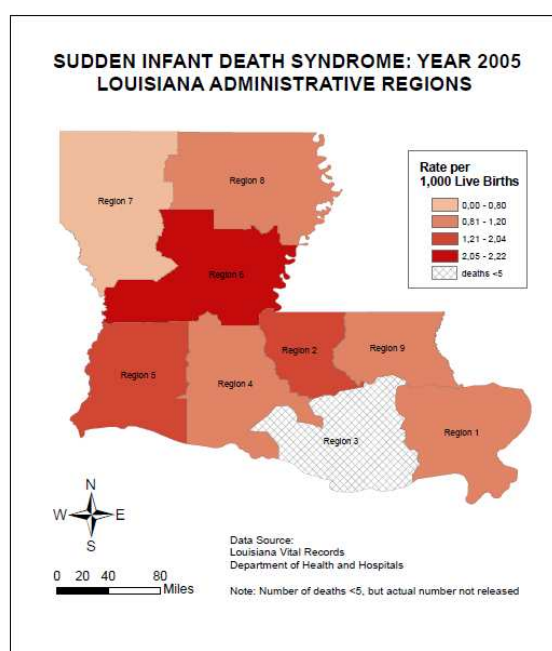 SUDDEN INFANT DEATH SYNDROME: YEAR 2005
LOUISIANA ADMINISTRATIVE REGIONS
Rate per
1,000 Live Births
0,00 - 0,80
0,81 - 1,20
1,21 - 2,04
2,05 - 2,22
deaths <5
Region 8
Region 7
Region 6
Region 2
Region 9
Region 5
Region 4
Region 1
Region 3
N
W E
S
0 20 40 80
Miles
Data Source:
Louisiana Vital Records
Department of Health and Hospitals
Note: Number of deaths <5, but actual number not released